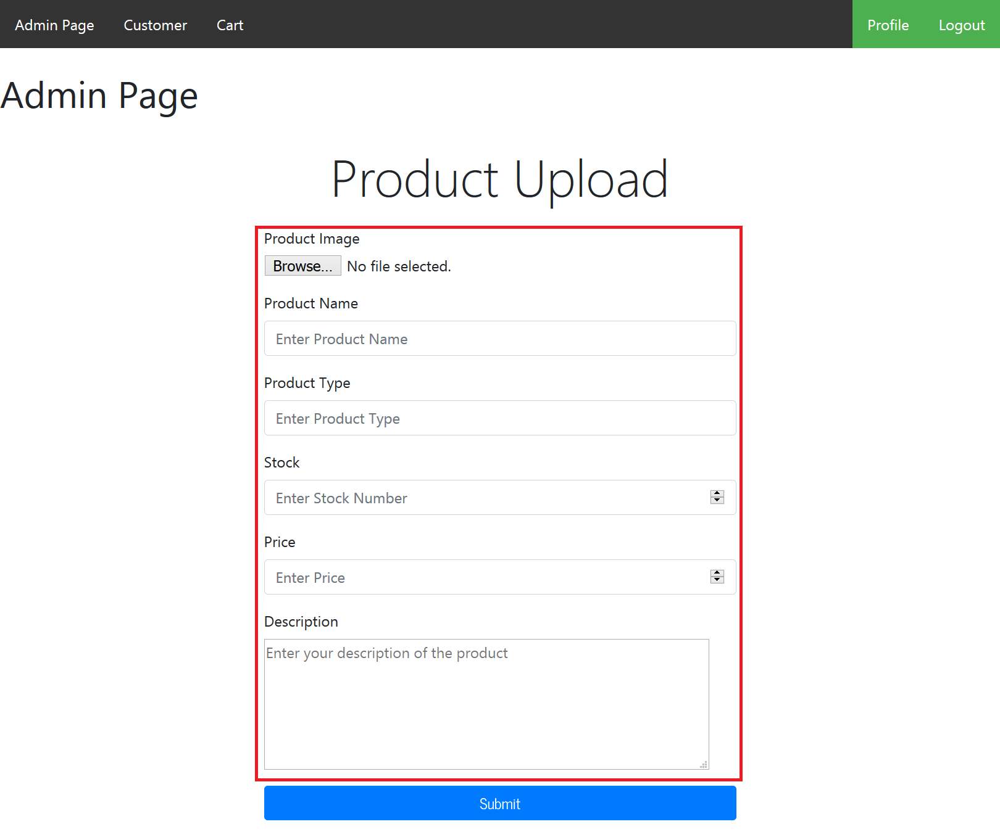 Admin Page Customer Cart Profile Logout
Admin Page
Product Upload
Product Image
Browse... No file selected.
Product Name
Enter Product Name
Product Type
Enter Product Type
Stock
Enter Stock Number
Price
Enter Price
Description
Enter your description of the product
Submit